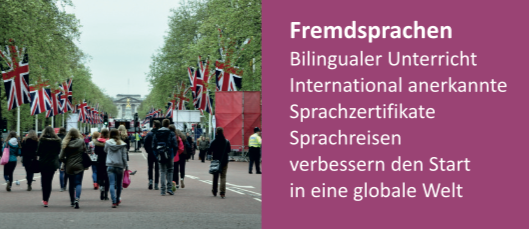 Fremdsprachen
Bilingualer Unterricht
International anerkannte
Sprachzertifikate
Sprachreisen
verbessern den Start
in eine globale Welt